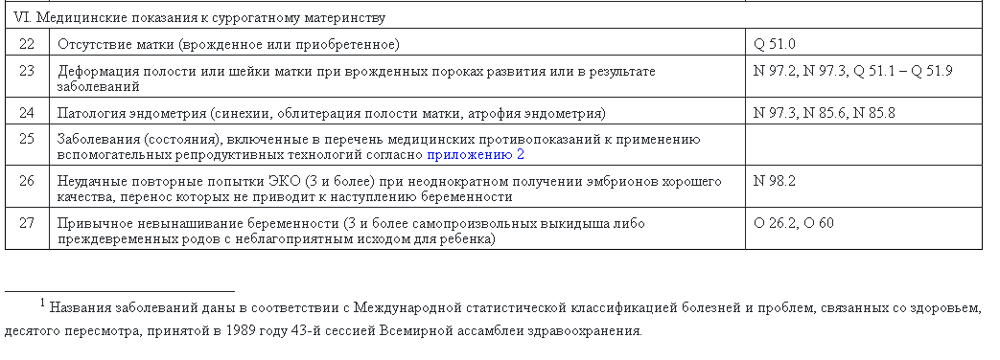 VI. Медицинские показания к суррогатному материнству
22 Отсутствие матки (врожденное или приобретенное) Q 51.0
23 Деформация полости или шейки матки при врожденных пороках развития или в результате N 97.2, N 97.3, Q 51.1 – Q 51.9
заболеваний
24 Патология эндометрия (синехии, облитерация полости матки, атрофия эндометрия) N 97.3, N 85.6, N 85.8
25 Заболевания (состояния), включенные в перечень медицинских противопоказаний к применению
вспомогательных репродуктивных технологий согласно приложению 2
26 Неудачные повторные попытки ЭКО (3 и более) при неоднократном получении эмбрионов хорошего N 98.2
качества, перенос которых не приводит к наступлению беременности
27 Привычное невынашивание беременности (3 и более самопроизвольных выкидыша либо O 26.2, O 60
преждевременных родов с неблагоприятным исходом для ребенка)
1 Названия заболеваний даны в соответствии с Международной статистической классификацией болезней и проблем, связанных со здоровьем,
десятого пересмотра, принятой в 1989 году 43-й сессией Всемирной ассамблеи здравоохранения.